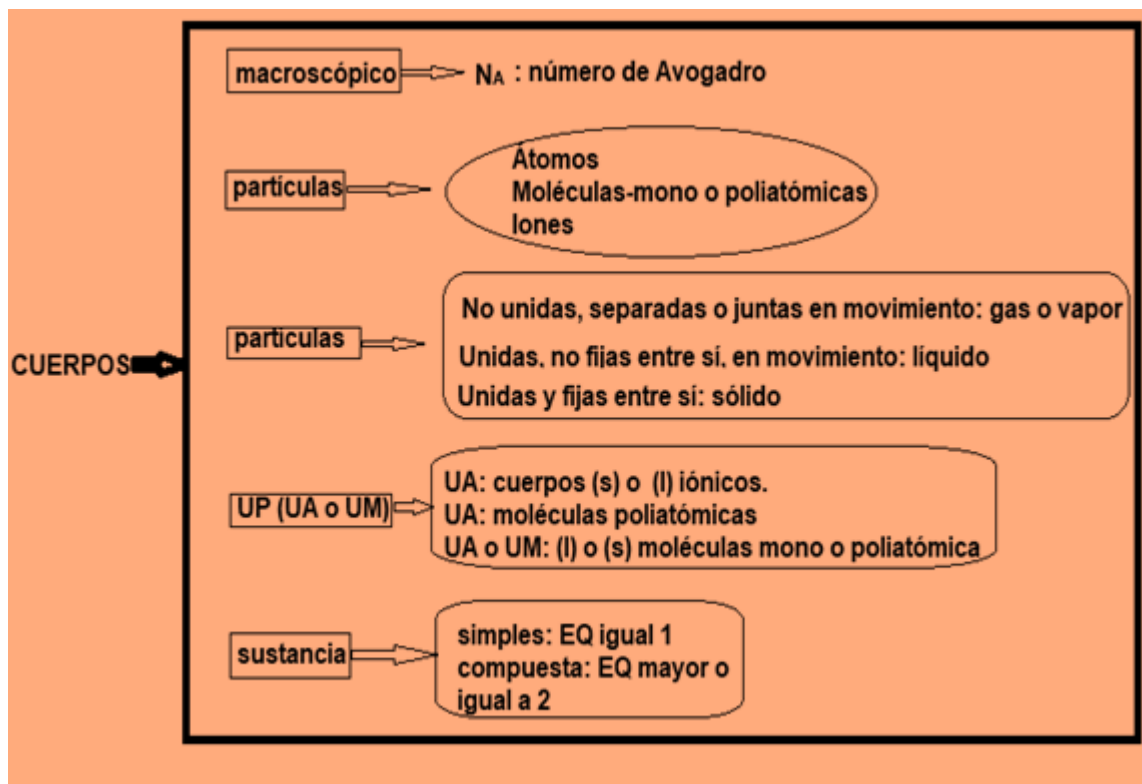 macroscópico
NA : número de Avogadro
partículas
Átomos
Moléculas-mono o poliatómicas
Iones
partículas
No unidas, separadas o juntas en movimiento: gas o vapor
Unidas, no fijas entre sí, en movimiento: líquido
Unidas y fijas entre sí: sólido
CUERPOS
UP (UA o UM)
UA: cuerpos (s) o (l) iónicos.
UA: moléculas poliatómicas
UA o UM: (l) o (s) moléculas mono o poliatómica
sustancia
simples: EQ igual 1
compuesta: EQ mayor o
igual a 2